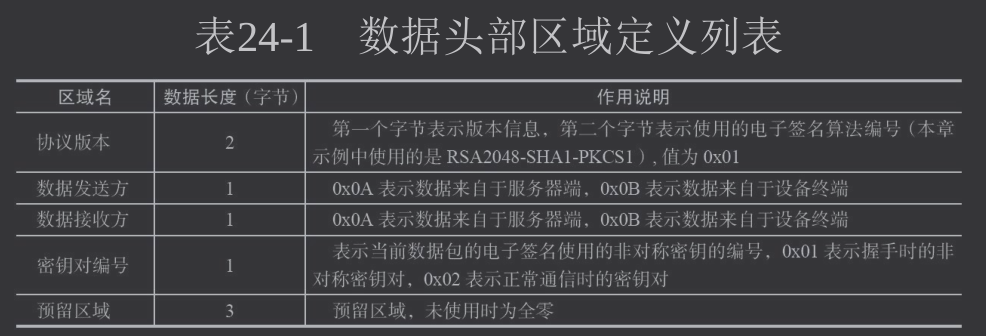 表24-1 数据头部区域定义列表
区域名 数据长度（字节） 作用说明
协议版本 2 第一个字节表示版本信息，第二个字节表示使用的电子签名算法编号（本章
示例中使用的是 RSA2048-SHA1-PKCS1），值为 0x01
数据发送方 1 0x0A 表示数据来自于服务器端，0x0B 表示数据来自于设备终端
数据接收方 1 0x0A 表示数据来自于服务器端，0x0B 表示数据来自于设备终端
密钥对编号 1 表示当前数据包的电子签名使用的非对称密钥的编号，0x01 表示握手时的非
对称密钥对，0x02 表示正常通信时的密钥对
预留区域 3 预留区域，未使用时为全零